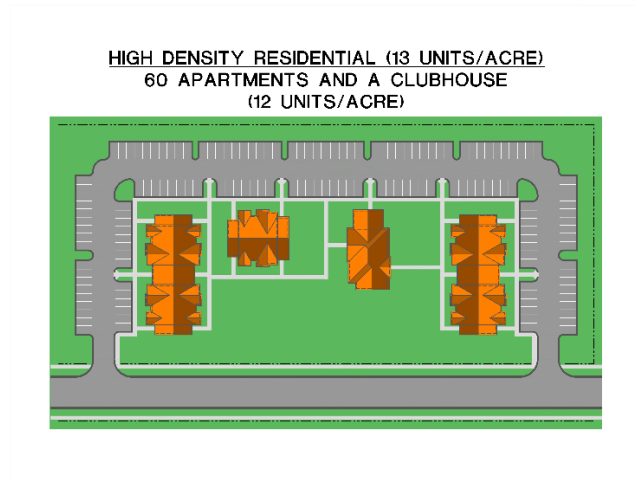 HIGH DENSITY RESIDENTIAL (13 UNITS/ACRE)
60 APARTMENTS AND A CLUBHOUSE
(12 UNITS/ACRE)